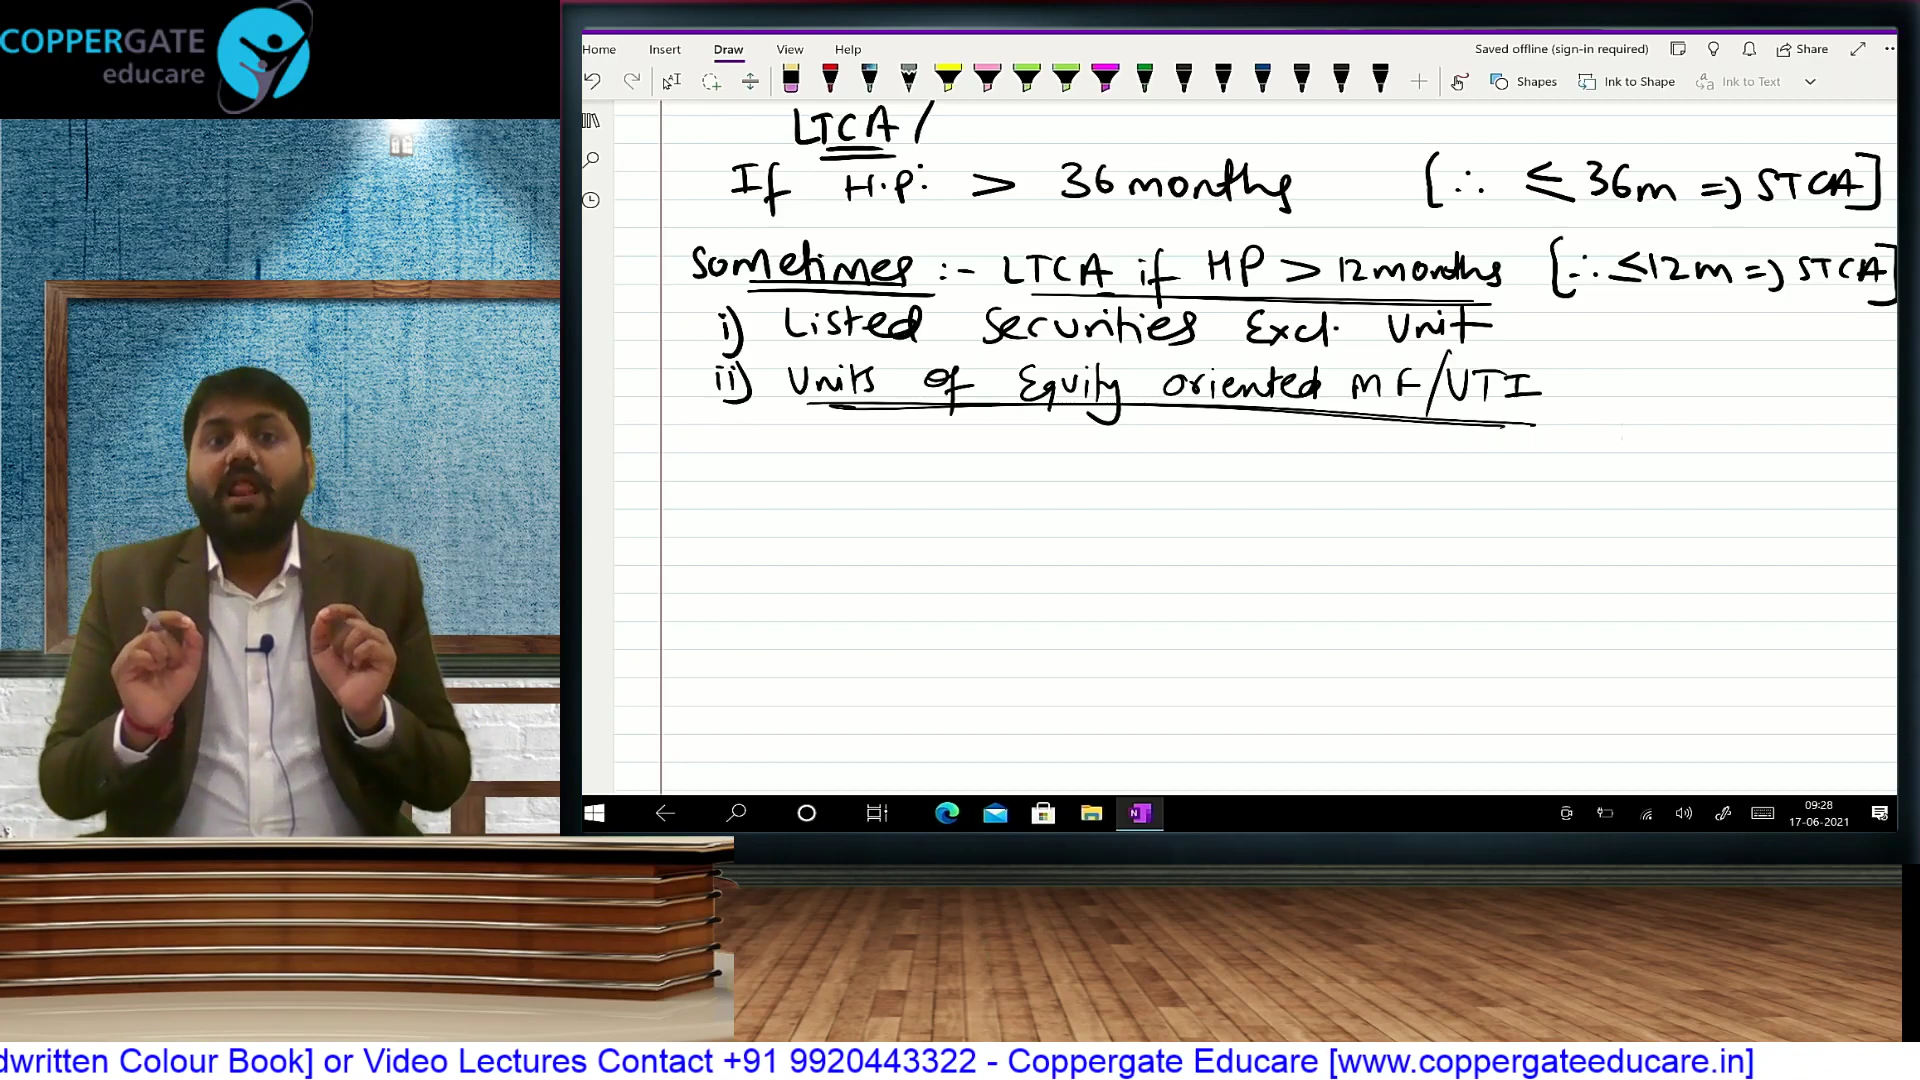 COPPERGATE
educare
Home Insert Draw View Help Saved offline (sign-in required) Share
Shapes Ink to Shape Ink to Text
LTCA /
If H.P. > 36 months [∴ ≤ 36m => STCA]
Sometimes :- LTCA if HP > 12 months [∴ ≤12m => STCA]
i) Listed Securities Excl. Unit
ii) Units of Equity oriented MF/UTI
09:28
17-06-2021
dwritten Colour Book] or Video Lectures Contact +91 9920443322 - Coppergate Educare [www.coppergateeducare.in]